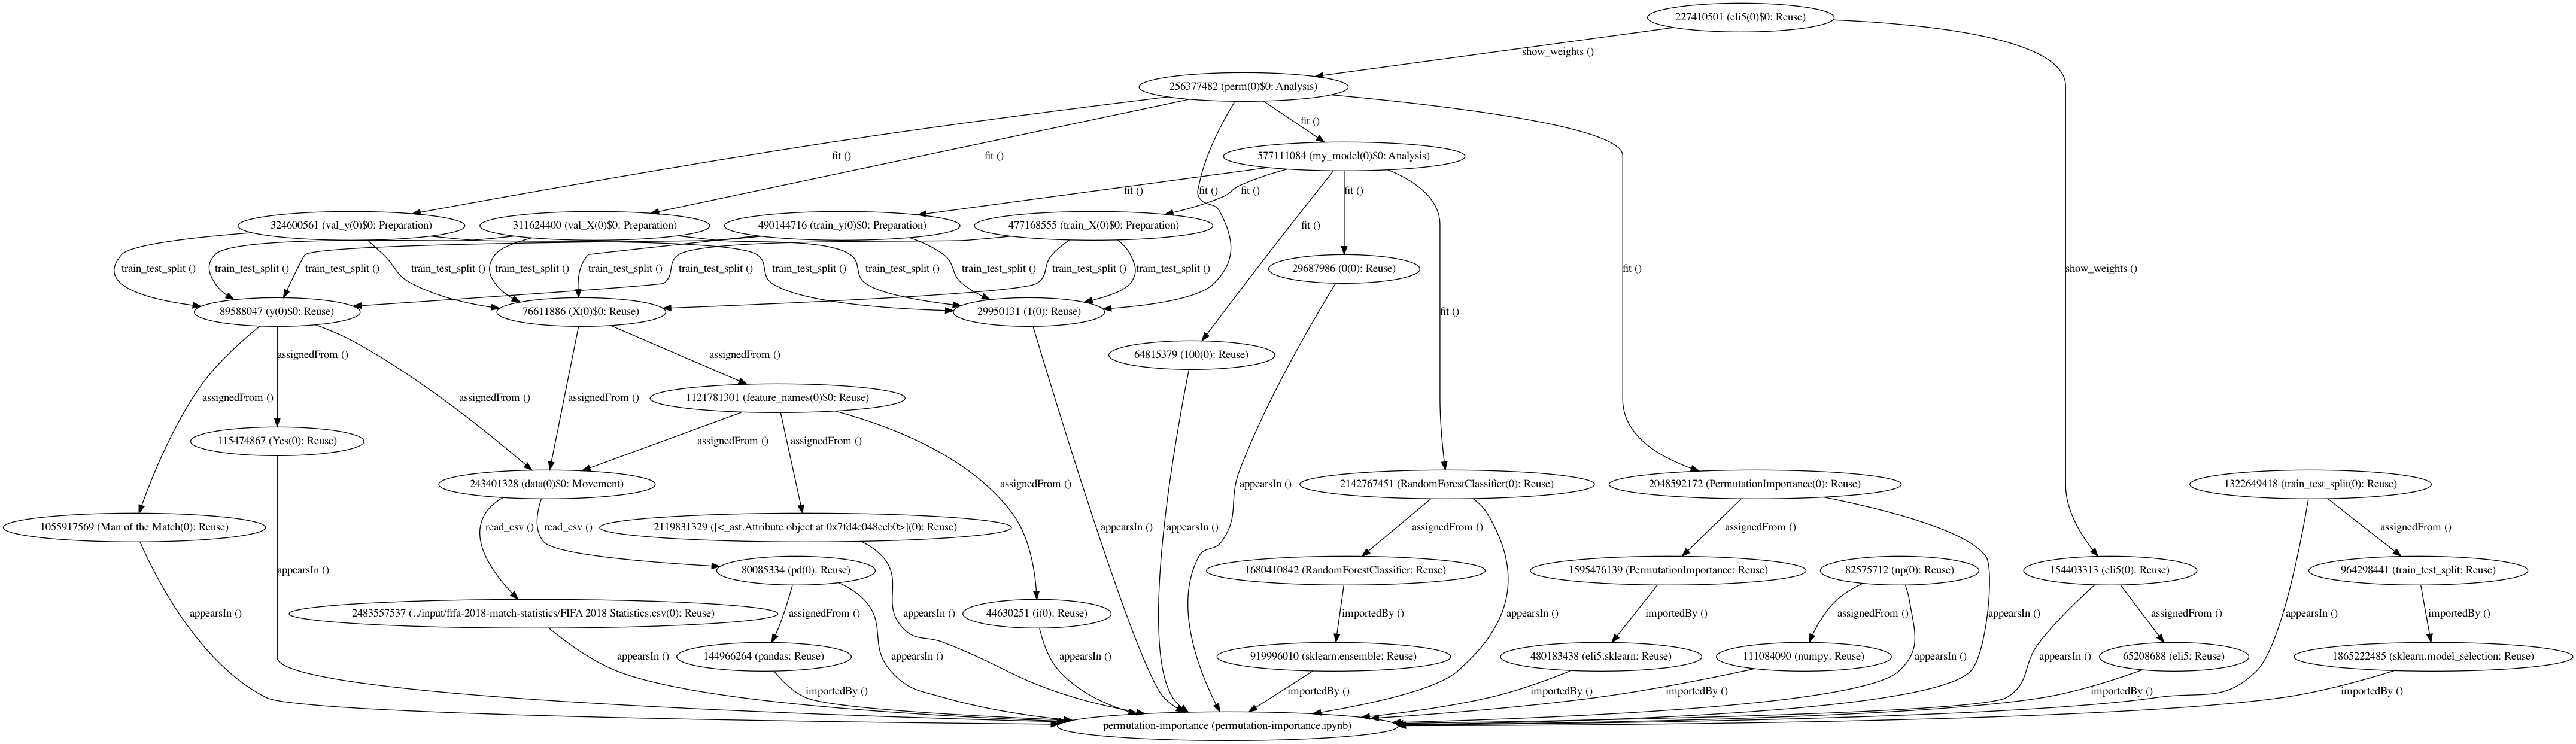 227410501 (eli5(0)$0: Reuse)
show_weights ()
256377482 (perm(0)$0: Analysis)
fit ()
fit ()
fit ()
577111084 (my_model(0)$0: Analysis)
fit ()
fit ()
fit ()
fit ()
324600561 (val_y(0)$0: Preparation)
311624400 (val_X(0)$0: Preparation)
490144716 (train_y(0)$0: Preparation)
477168555 (train_X(0)$0: Preparation)
fit ()
train_test_split ()
train_test_split ()
train_test_split ()
train_test_split ()
train_test_split ()
train_test_split ()
train_test_split ()
train_test_split ()
train_test_split ()
train_test_split ()
train_test_split ()
train_test_split ()
29687986 (0(0): Reuse)
fit ()
show_weights ()
89588047 (y(0)$0: Reuse)
76611886 (X(0)$0: Reuse)
29950131 (1(0): Reuse)
fit ()
assignedFrom ()
assignedFrom ()
64815379 (100(0): Reuse)
assignedFrom ()
assignedFrom ()
assignedFrom ()
1121781301 (feature_names(0)$0: Reuse)
115474867 (Yes(0): Reuse)
assignedFrom ()
assignedFrom ()
243401328 (data(0)$0: Movement)
assignedFrom ()
appearsIn ()
2142767451 (RandomForestClassifier(0): Reuse)
2048592172 (PermutationImportance(0): Reuse)
1322649418 (train_test_split(0): Reuse)
1055917569 (Man of the Match(0): Reuse)
read_csv ()
read_csv ()
2119831329 ([<_ast.Attribute object at 0x7fd4c048eeb0>](0): Reuse)
appearsIn ()
appearsIn ()
assignedFrom ()
assignedFrom ()
assignedFrom ()
appearsIn ()
80085334 (pd(0): Reuse)
1680410842 (RandomForestClassifier: Reuse)
1595476139 (PermutationImportance: Reuse)
82575712 (np(0): Reuse)
154403313 (eli5(0): Reuse)
964298441 (train_test_split: Reuse)
appearsIn ()
2483557537 (../input/fifa-2018-match-statistics/FIFA 2018 Statistics.csv(0): Reuse)
assignedFrom ()
appearsIn ()
44630251 (i(0): Reuse)
importedBy ()
appearsIn ()
importedBy ()
assignedFrom ()
appearsIn ()
assignedFrom ()
appearsIn ()
importedBy ()
appearsIn ()
144966264 (pandas: Reuse)
appearsIn ()
appearsIn ()
919996010 (sklearn.ensemble: Reuse)
480183438 (eli5.sklearn: Reuse)
111084090 (numpy: Reuse)
appearsIn ()
appearsIn ()
65208688 (eli5: Reuse)
1865222485 (sklearn.model_selection: Reuse)
importedBy ()
importedBy ()
importedBy ()
importedBy ()
importedBy ()
importedBy ()
permutation-importance (permutation-importance.ipynb)